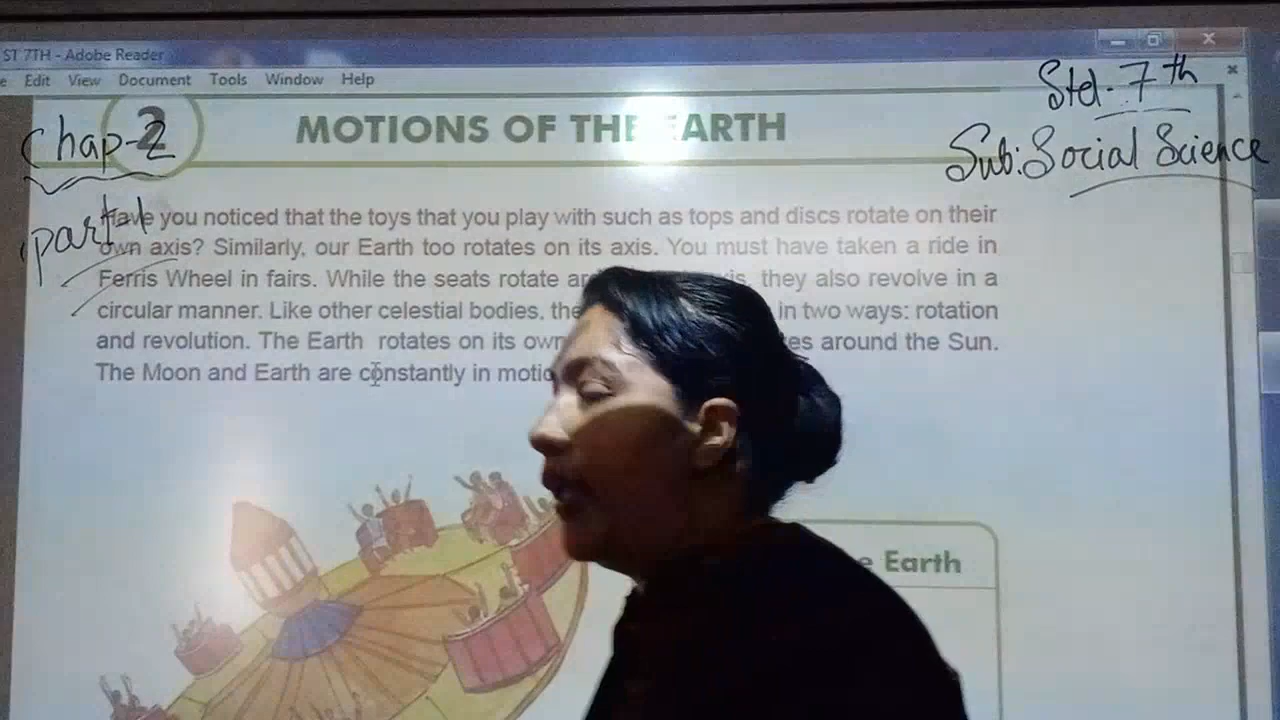 ST 7TH - Adobe Reader
Edit View Document Tools Window Help
Std- 7th
Sub: Social Science
Chap-2
part-1
2
MOTIONS OF THE EARTH
Have you noticed that the toys that you play with such as tops and discs rotate on their
own axis? Similarly, our Earth too rotates on its axis. You must have taken a ride in
Ferris Wheel in fairs. While the seats rotate they also revolve in a
circular manner. Like other celestial bodies, the in two ways: rotation
and revolution. The Earth rotates on its own around the Sun.
The Moon and Earth are constantly in
Earth